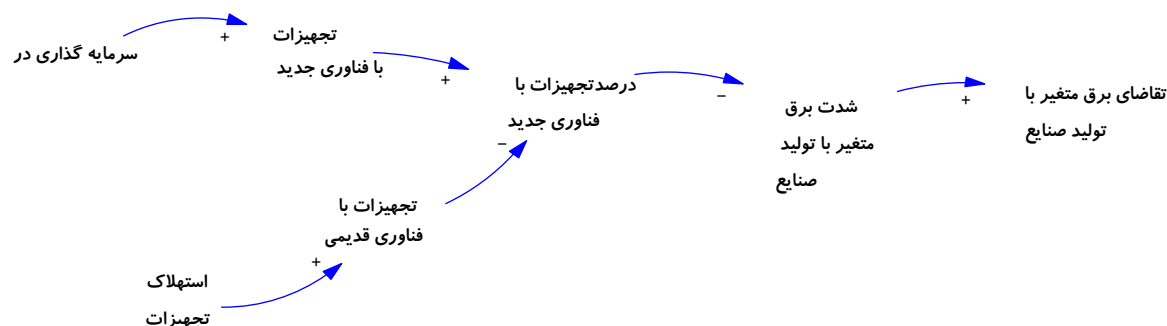 سرمایه گذاری در
+
تجهیزات
با فناوری جدید
+
درصدتجهیزات با
فناوری جدید
−
شدت برق
متغیر با تولید
صنایع
+
تقاضای برق متغیر با
تولید صنایع
−
تجهیزات با
فناوری قدیمی
+
استهلاک
تجهیزات